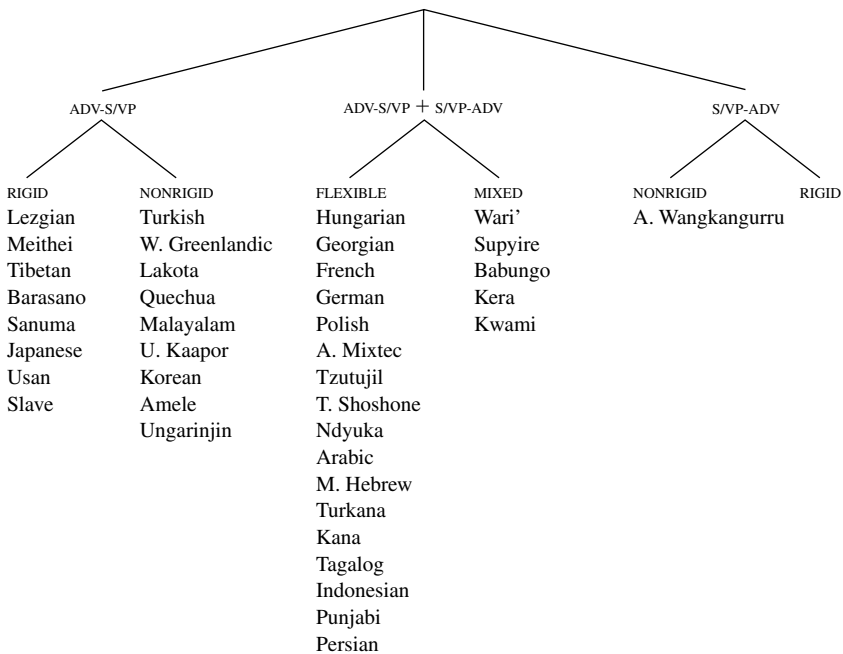 ADV-S/VP ADV-S/VP + S/VP-ADV S/VP-ADV
RIGID NONRIGID FLEXIBLE MIXED NONRIGID RIGID
Lezgian Turkish Hungarian Wari’ A. Wangkangurru
Meithei W. Greenlandic Georgian Supyire
Tibetan Lakota French Babungo
Barasano Quechua German Kera
Sanuma Malayalam Polish Kwami
Japanese U. Kaapor A. Mixtec
Usan Korean Tzutujil
Slave Amele T. Shoshone
Ungarinjin Ndyuka
Arabic
M. Hebrew
Turkana
Kana
Tagalog
Indonesian
Punjabi
Persian